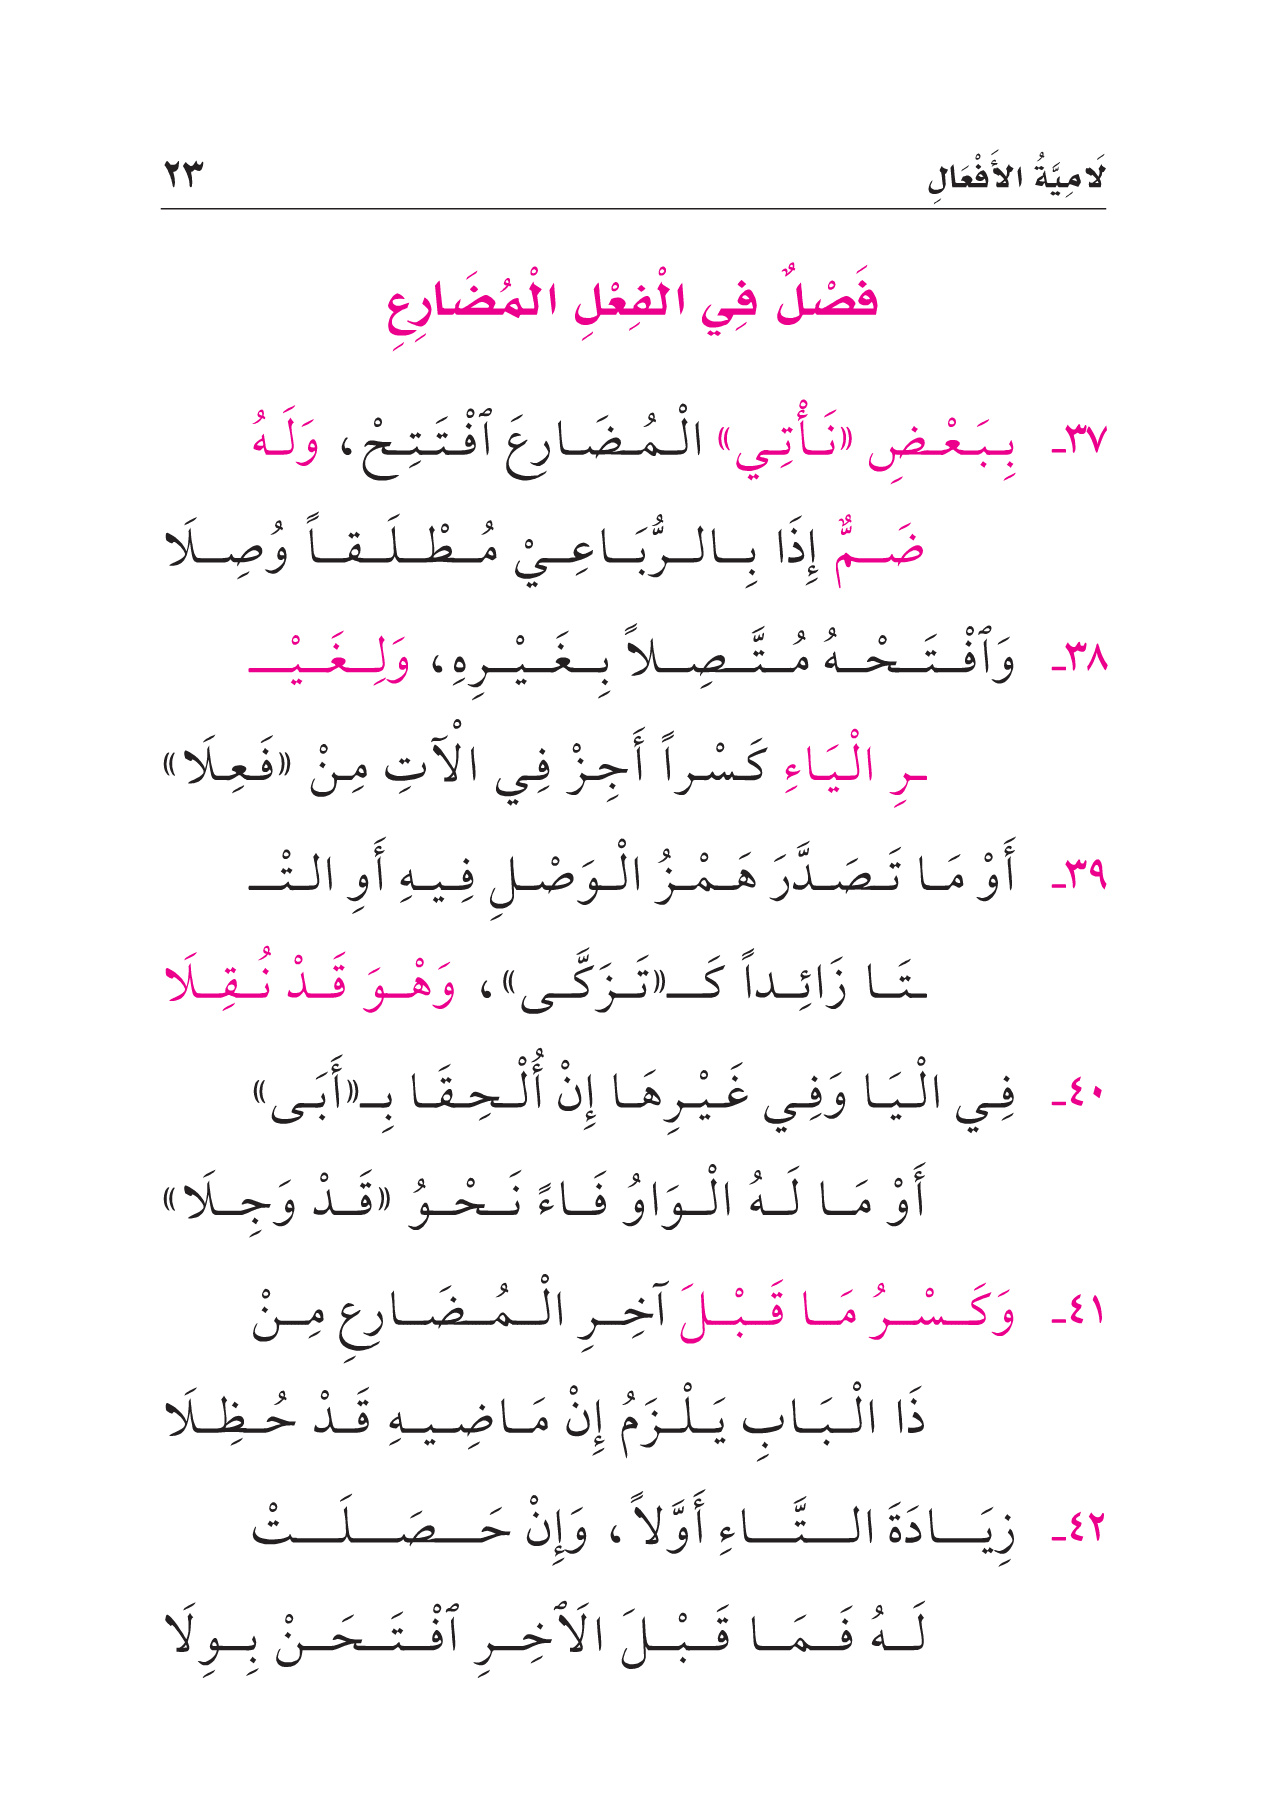 لَامِيَّةُ الأَفْعَالِ ٢٣
فَصْلٌ فِي الْفِعْلِ الْمُضَارِعِ
٣٧ـ بِبَعْضِ «نَأْتِي» الْمُضَارِعَ ٱفْتَتِحْ، وَلَهُ
ضَمٌّ إِذَا بِالرُّبَاعِيْ مُطْلَقاً وُصِلَا
٣٨ـ وَٱفْتَحْهُ مُتَّصِلاً بِغَيْرِهِ، وَلِغَيْـ
ـرِ الْيَاءِ كَسْراً أَجِزْ فِي الْآتِ مِنْ «فَعِلَا»
٣٩ـ أَوْ مَا تَصَدَّرَ هَمْزُ الْوَصْلِ فِيهِ أَوِ التْـ
ـتَا زَائِداً كَـ«تَزَكَّى»، وَهْوَ قَدْ نُقِلَا
٤٠ـ فِي الْيَا وَفِي غَيْرِهَا إِنْ أُلْحِقَا بِـ«أَبَى»
أَوْ مَا لَهُ الْوَاوُ فَاءً نَحْوُ «قَدْ وَجِلَا»
٤١ـ وَكَسْرُ مَا قَبْلَ آخِرِ الْمُضَارِعِ مِنْ
ذَا الْبَابِ يَلْزَمُ إِنْ مَاضِيهِ قَدْ حُظِلَا
٤٢ـ زِيَادَةَ التَّاءِ أَوَّلاً، وَإِنْ حَصَلَتْ
لَهُ فَمَا قَبْلَ الَآخِرِ ٱفْتَحَنْ بِوِلَا